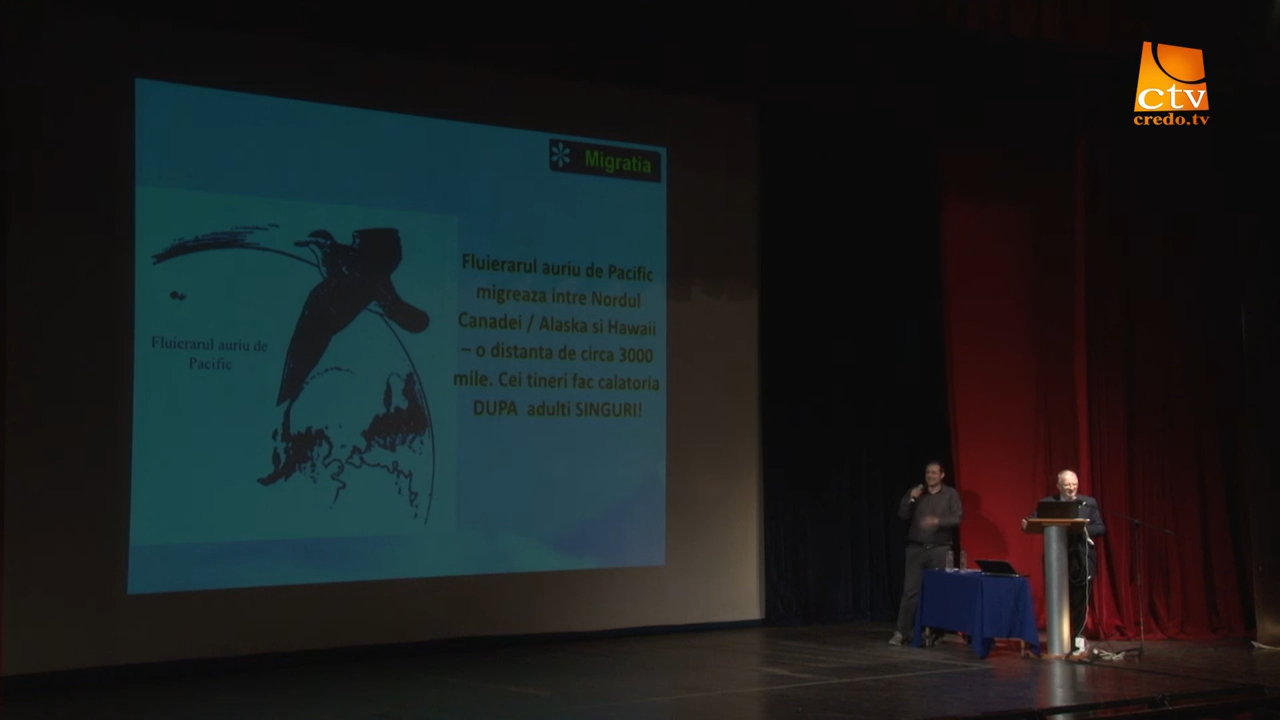 ctv
credo.tv
Migratia
Fluierarul auriu de Pacific
migreaza intre Nordul
Canadei / Alaska si Hawaii
– o distanta de circa 3000
mile. Cei tineri fac calatoria
DUPA adulti SINGURI!
Fluierarul auriu de
Pacific